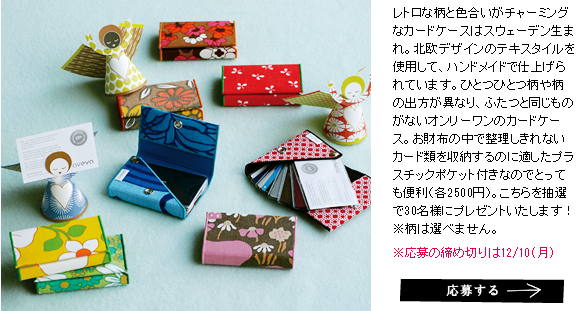 レトロな柄と色合いがチャーミング
なカードケースはスウェーデン生ま
れ。北欧デザインのテキスタイルを
使用して、ハンドメイドで仕上げら
れています。ひとつひとつ柄や柄
の出方が異なり、ふたつと同じもの
がないオンリーワンのカードケー
ス。お財布の中で整理しきれない
カード類を収納するのに適したプラ
スチックポケット付きなのでとって
も便利(各2500円)。こちらを抽選
で30名様にプレゼントいたします！
※柄は選べません。
※応募の締め切りは12/10(月)
応募する
aveva